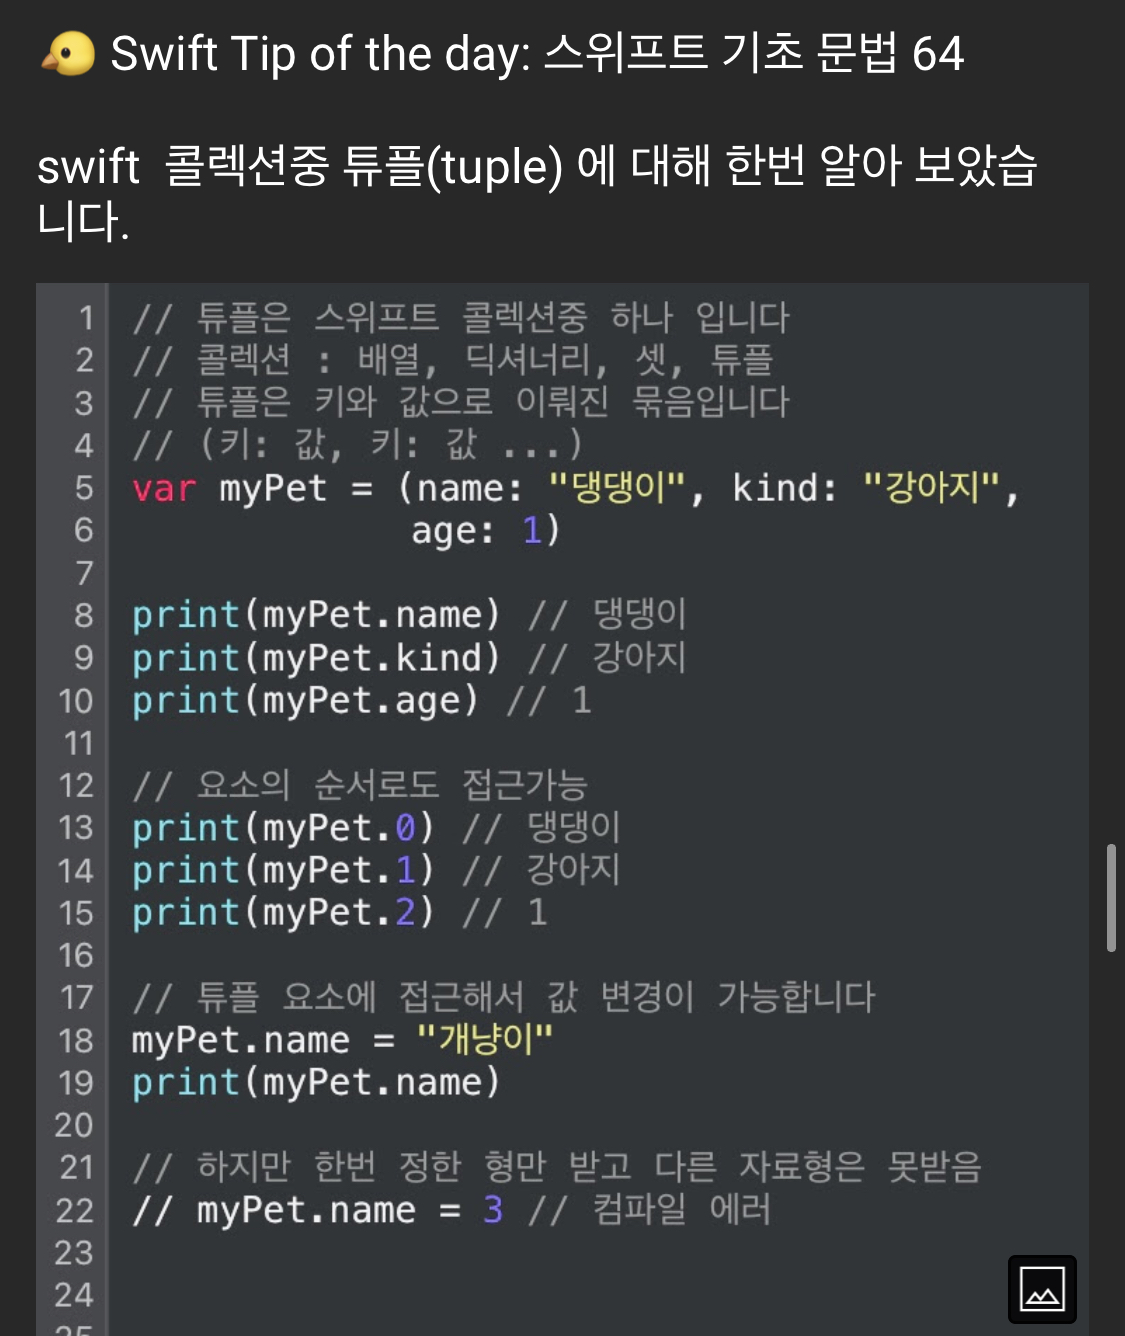 🐤 Swift Tip of the day: 스위프트 기초 문법 64
swift 콜렉션중 튜플(tuple) 에 대해 한번 알아 보았습
니다.
1 // 튜플은 스위프트 콜렉션중 하나 입니다
2 // 콜렉션 : 배열, 딕셔너리, 셋, 튜플
3 // 튜플은 키와 값으로 이뤄진 묶음입니다
4 // (키: 값, 키: 값 ...)
5 var myPet = (name: "댕댕이", kind: "강아지",
6 age: 1)
7
8 print(myPet.name) // 댕댕이
9 print(myPet.kind) // 강아지
10 print(myPet.age) // 1
11
12 // 요소의 순서로도 접근가능
13 print(myPet.0) // 댕댕이
14 print(myPet.1) // 강아지
15 print(myPet.2) // 1
16
17 // 튜플 요소에 접근해서 값 변경이 가능합니다
18 myPet.name = "개냥이"
19 print(myPet.name)
20
21 // 하지만 한번 정한 형만 받고 다른 자료형은 못받음
22 // myPet.name = 3 // 컴파일 에러
23
24
25